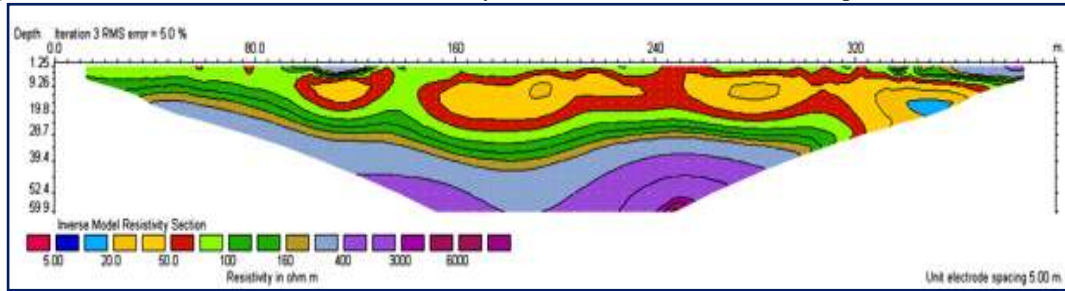 Depth Iteration 3 RMS error = 5.0 %
0.0 80.0 160 240 320 m.
1.25
9.26
19.8
28.7
39.4
52.4
59.9
Inverse Model Resistivity Section
5.00 20.0 50.0 100 160 400 3000 6000
Resistivity in ohm.m
Unit electrode spacing 5.00 m.